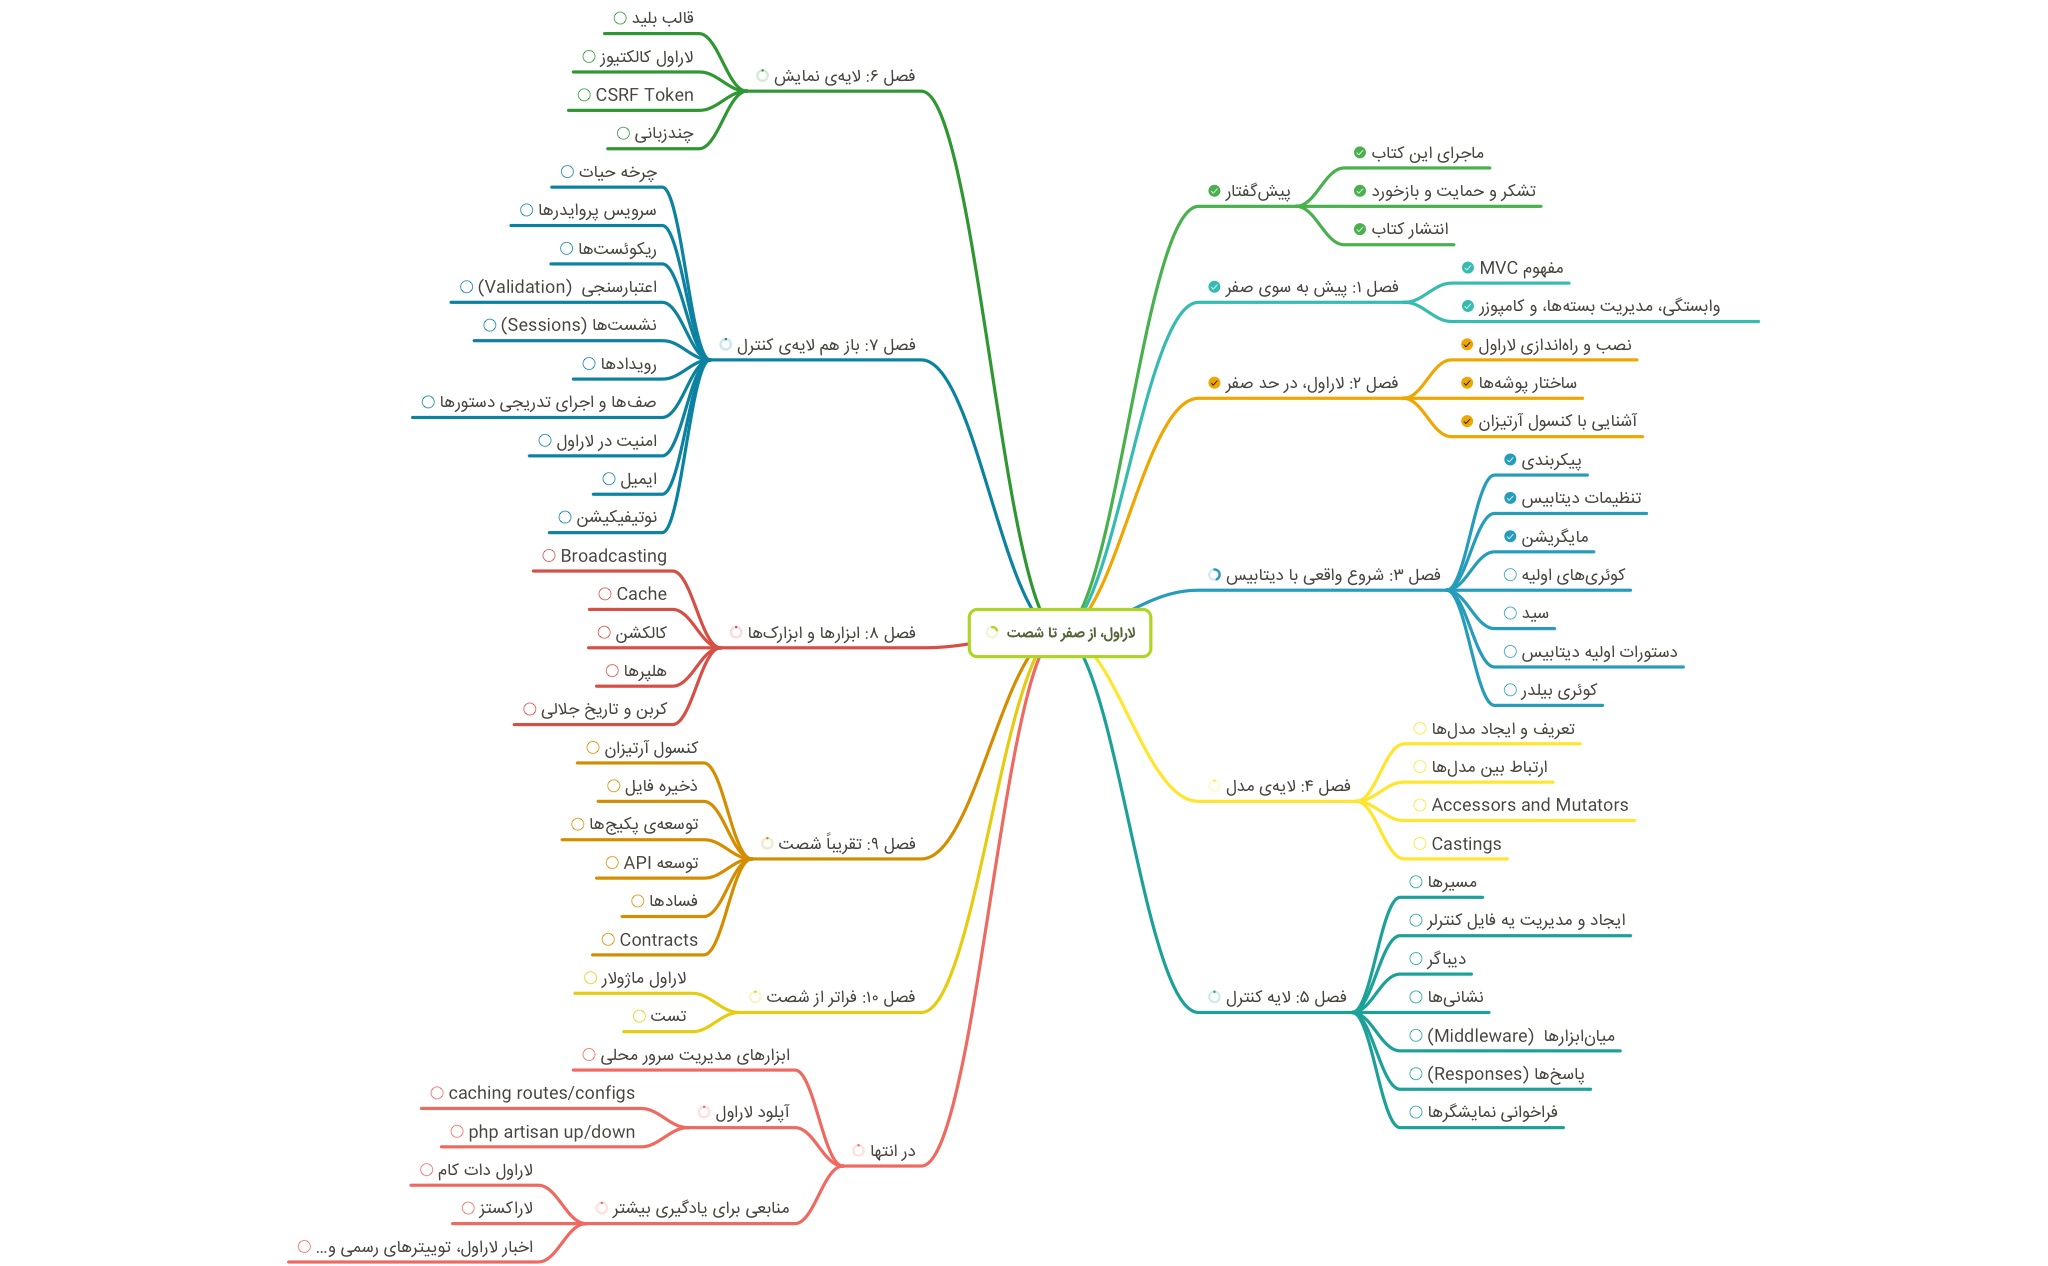 لاراول، از صفر تا شصت
پیش‌گفتار
ماجرای این کتاب
تشکر و حمایت و بازخورد
انتشار کتاب
فصل ۱: پیش به سوی صفر
مفهوم MVC
وابستگی، مدیریت بسته‌ها، و کامپوزر
فصل ۲: لاراول، در حد صفر
نصب و راه‌اندازی لاراول
ساختار پوشه‌ها
آشنایی با کنسول آرتیزان
فصل ۳: شروع واقعی با دیتابیس
پیکربندی
تنظیمات دیتابیس
مایگریشن
کوئری‌های اولیه
سید
دستورات اولیه دیتابیس
کوئری بیلدر
فصل ۴: لایه‌ی مدل
تعریف و ایجاد مدل‌ها
ارتباط بین مدل‌ها
Accessors and Mutators
Castings
فصل ۵: لایه کنترل
مسیرها
ایجاد و مدیریت یه فایل کنترلر
دیباگر
نشانی‌ها
میان‌ابزارها (Middleware)
پاسخ‌ها (Responses)
فراخوانی نمایشگرها
فصل ۶: لایه‌ی نمایش
قالب بلید
لاراول کالکتیوز
CSRF Token
چندزبانی
فصل ۷: باز هم لایه‌ی کنترل
چرخه حیات
سرویس پروایدرها
ریکوئست‌ها
اعتبارسنجی (Validation)
نشست‌ها (Sessions)
رویدادها
صف‌ها و اجرای تدریجی دستورها
امنیت در لاراول
ایمیل
نوتیفیکیشن
فصل ۸: ابزارها و ابزارک‌ها
Broadcasting
Cache
کالکشن
هلپرها
کربن و تاریخ جلالی
فصل ۹: تقریباً شصت
کنسول آرتیزان
ذخیره فایل
توسعه‌ی پکیج‌ها
توسعه API
فسادها
Contracts
فصل ۱۰: فراتر از شصت
لاراول ماژولار
تست
در انتها
ابزارهای مدیریت سرور محلی
آپلود لاراول
caching routes/configs
php artisan up/down
منابعی برای یادگیری بیشتر
لاراول دات کام
لاراکستز
اخبار لاراول، توییترهای رسمی و...